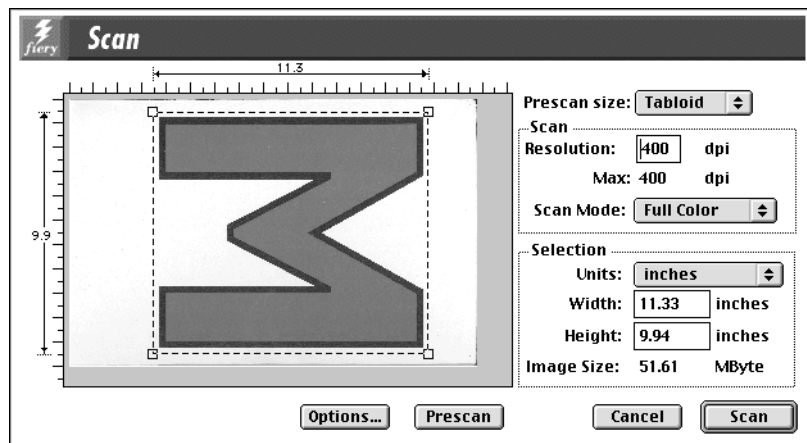 fiery
Scan
11.3
9.9
Prescan size: Tabloid
Scan
Resolution: 400 dpi
Max: 400 dpi
Scan Mode: Full Color
Selection
Units: inches
Width: 11.33 inches
Height: 9.94 inches
Image Size: 51.61 MByte
Options... Prescan Cancel Scan